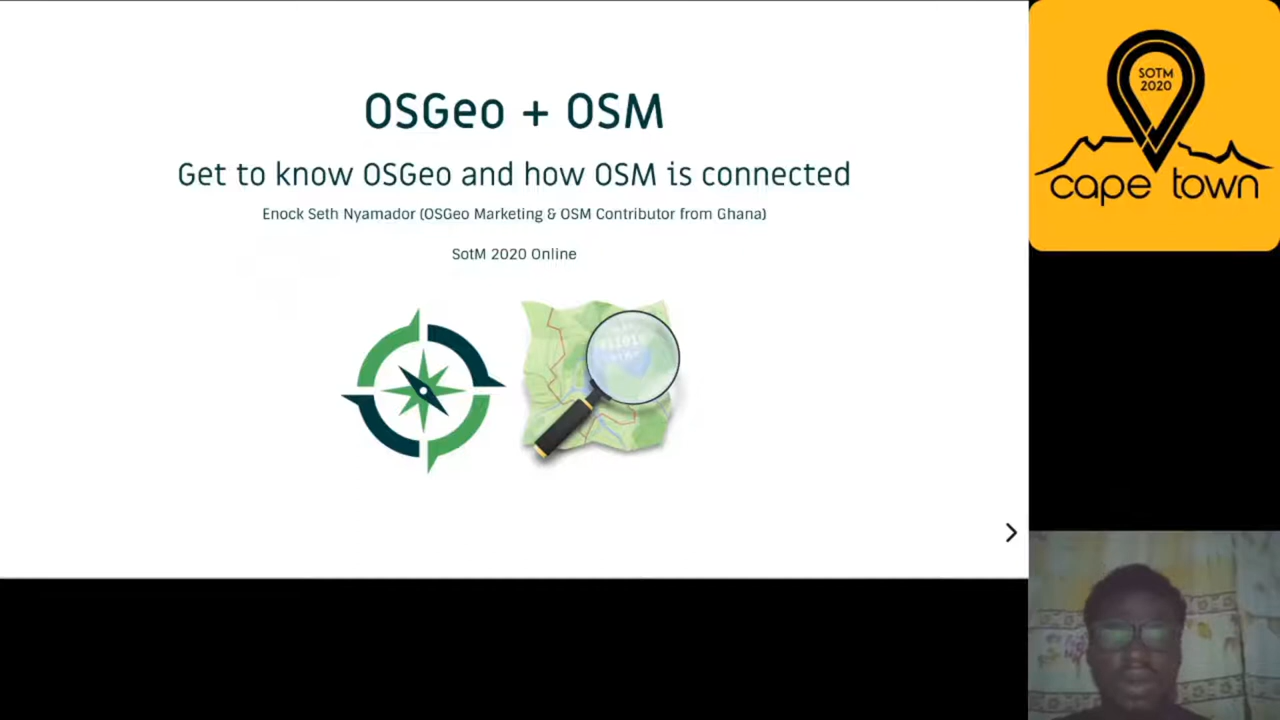 OSGeo + OSM
Get to know OSGeo and how OSM is connected
Enock Seth Nyamador (OSGeo Marketing & OSM Contributor from Ghana)
SotM 2020 Online
SOTM
2020
cape town